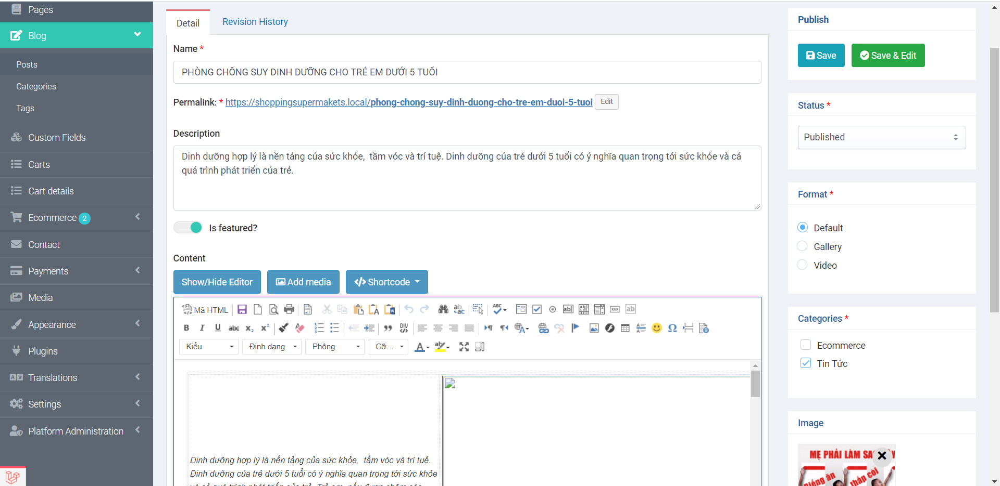 Pages
Blog
Posts
Categories
Tags
Custom Fields
Carts
Cart details
Ecommerce 2
Contact
Payments
Media
Appearance
Plugins
Translations
Settings
Platform Administration
Detail
Revision History
Name *
PHÒNG CHỐNG SUY DINH DƯỠNG CHO TRẺ EM DƯỚI 5 TUỔI
Permalink: * https://shoppingsupermakets.local/phong-chong-suy-dinh-duong-cho-tre-em-duoi-5-tuoi Edit
Description
Dinh dưỡng hợp lý là nền tảng của sức khỏe,  tầm vóc và trí tuệ. Dinh dưỡng của trẻ dưới 5 tuổi có ý nghĩa quan trọng tới sức khỏe và cả
quá trình phát triển của trẻ.
Is featured?
Content
Show/Hide Editor
Add media
Shortcode
Mã HTML
Kiểu
Định dạng
Phông
Cỡ...
Dinh dưỡng hợp lý là nền tảng của sức khỏe,  tầm vóc và trí tuệ.
Dinh dưỡng của trẻ dưới 5 tuổi có ý nghĩa quan trọng tới sức khỏe
Publish
Save
Save & Edit
Status *
Published
Format *
Default
Gallery
Video
Categories *
Ecommerce
Tin Tức
Image
MẸ PHẢI LÀM
biếng ăn
thấp còi